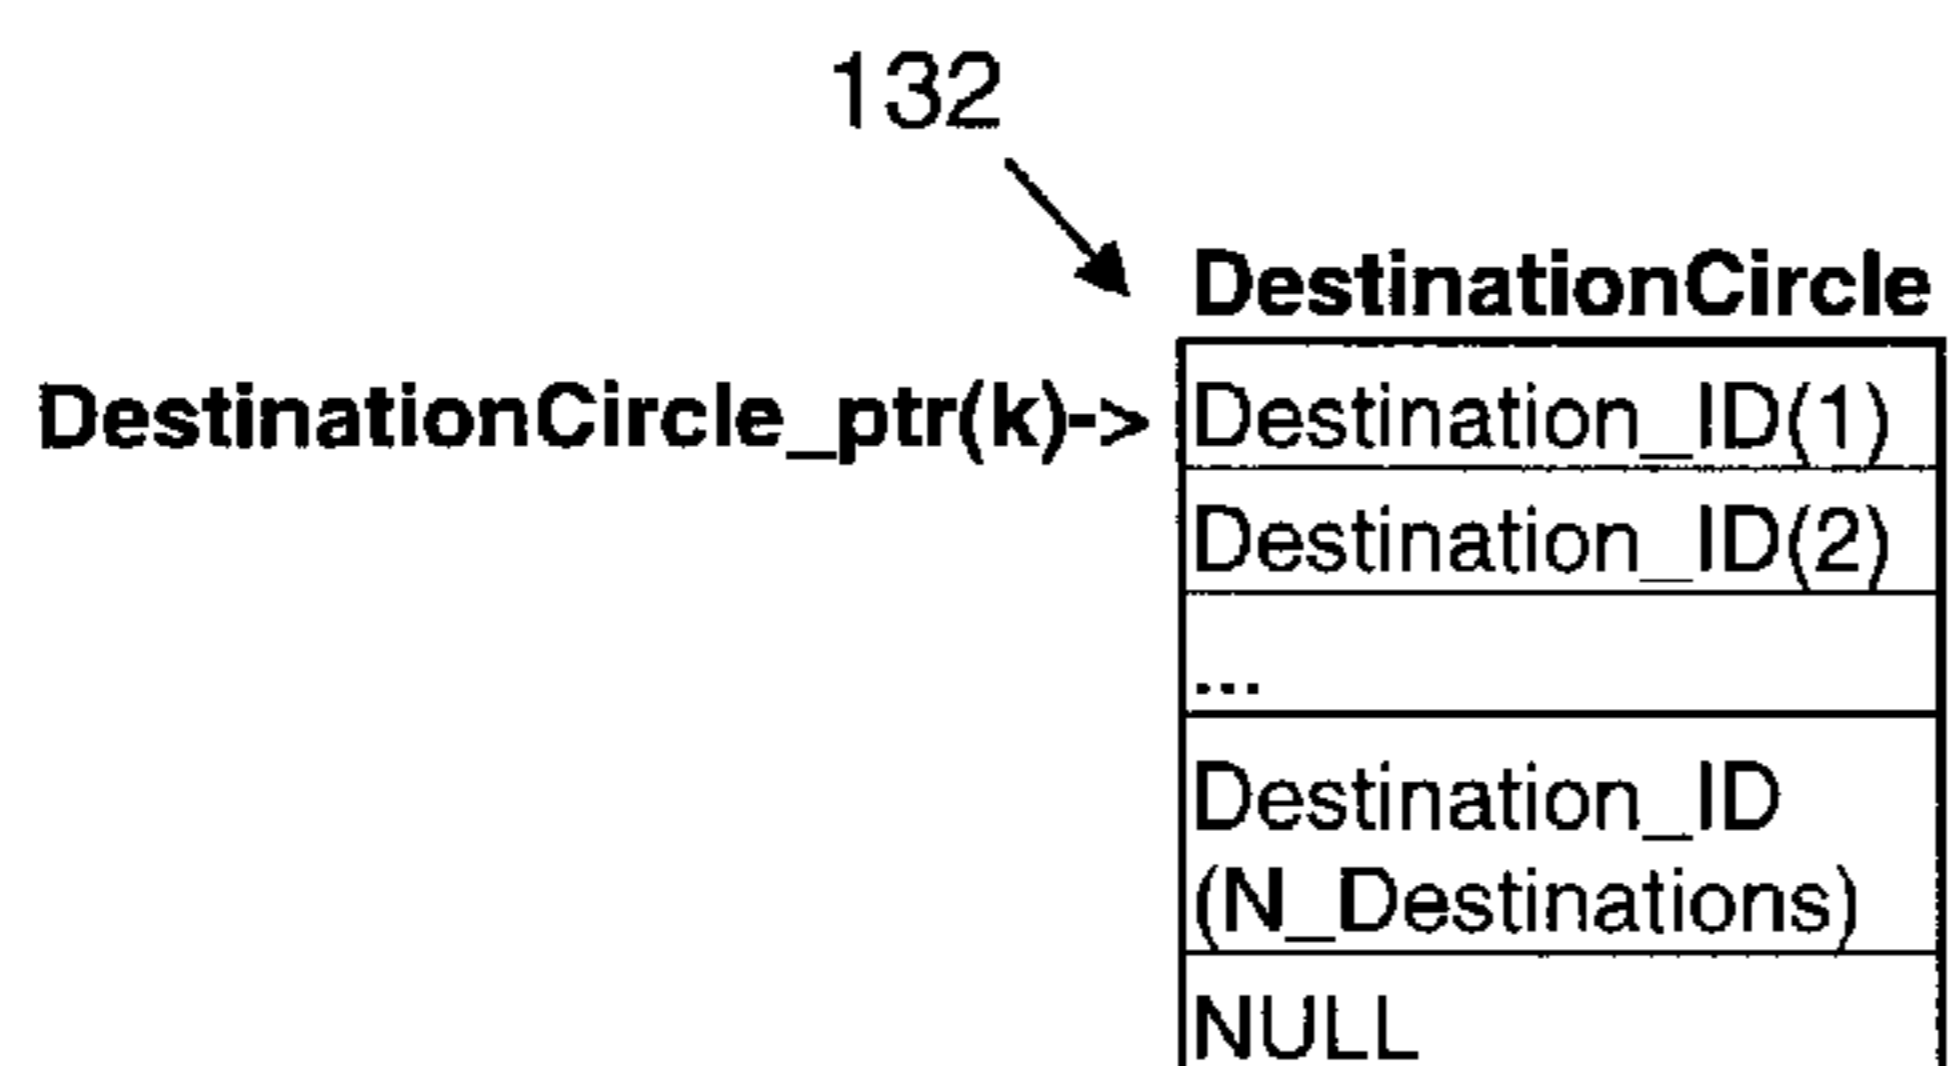 132
DestinationCircle
DestinationCircle_ptr(k)->
Destination_ID(1)
Destination_ID(2)
...
Destination_ID
(N_Destinations)
NULL